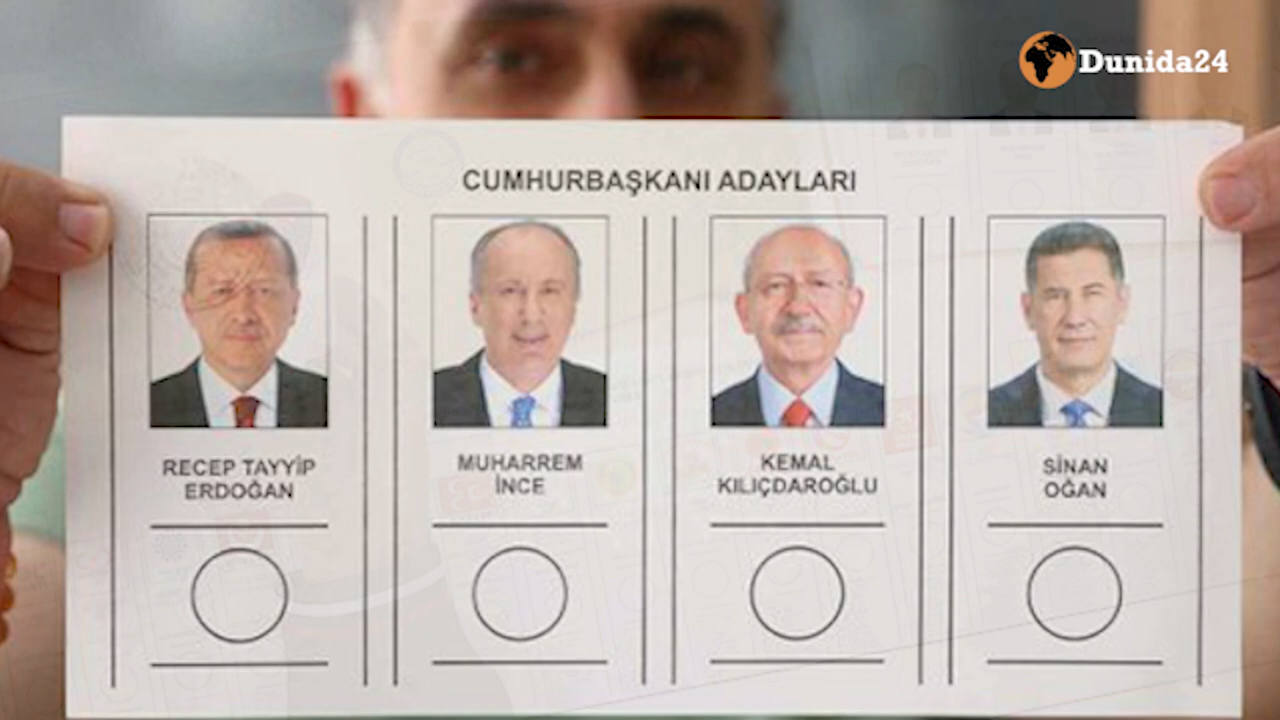 Dunida24
CUMHURBAŞKANI ADAYLARI
RECEP TAYYİP
ERDOĞAN
MUHARREM
İNCE
KEMAL
KILIÇDAROĞLU
SİNAN
OĞAN